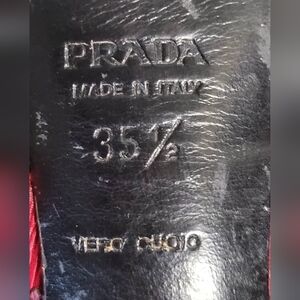 PRADA
MADE IN ITALY
35½
VERO CUOIO